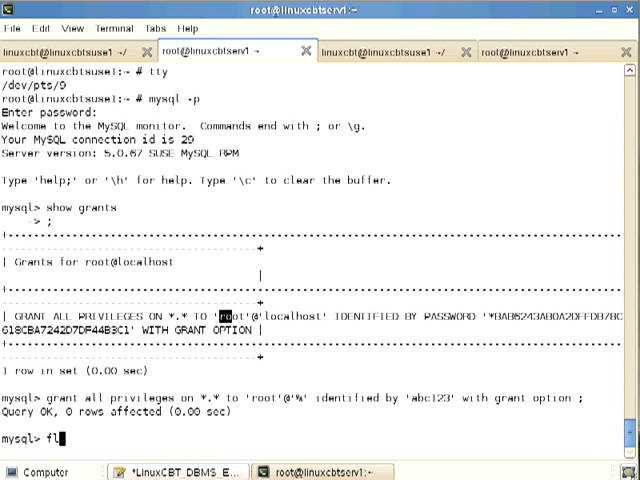 root@linuxcbtserv1:~
File Edit View Terminal Tabs Help
linuxcbt@linuxcbtsuse1:~/ root@linuxcbtserv1:~ linuxcbt@linuxcbtsuse1:~/ root@linuxcbtserv1:~
root@linuxcbtsuse1:~ # tty
/dev/pts/9
root@linuxcbtsuse1:~ # mysql -p
Enter password:
Welcome to the MySQL monitor.  Commands end with ; or \g.
Your MySQL connection id is 29
Server version: 5.0.67 SUSE MySQL RPM
Type 'help;' or '\h' for help. Type '\c' to clear the buffer.
mysql> show grants
-> ;
| Grants for root@localhost
|
| GRANT ALL PRIVILEGES ON *.* TO 'root'@'localhost' IDENTIFIED BY PASSWORD
WITH GRANT OPTION |
1 row in set (0.00 sec)
mysql> grant all privileges on *.* to 'root'@'%' identified by 'abc123' with grant option ;
Query OK, 0 rows affected (0.00 sec)
mysql> fl
Computer *LinuxCBT_DBMS_E... root@linuxcbtserv1:~